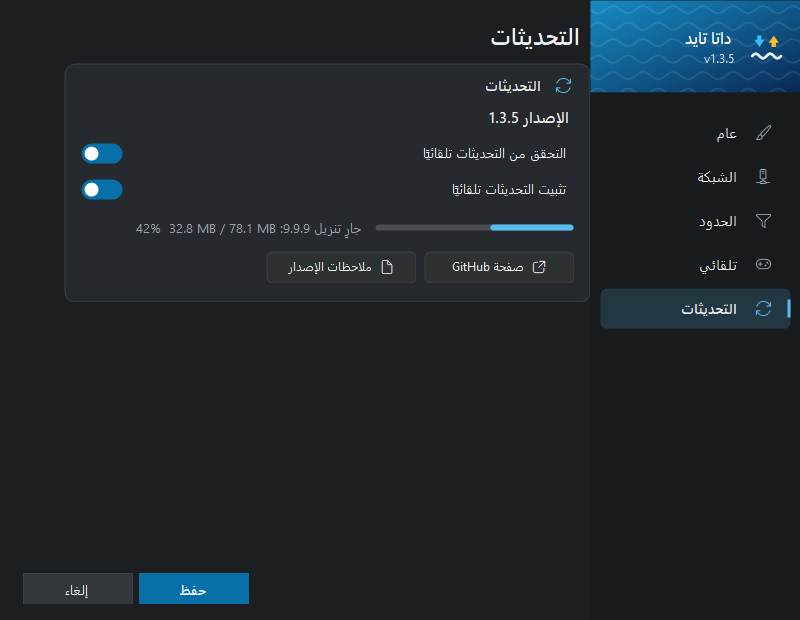 داتا تايد
v1.3.5
عام
الشبكة
الحدود
تلقائي
التحديثات
التحديثات
التحديثات
الإصدار 1.3.5
التحقق من التحديثات تلقائيًا
تثبيت التحديثات تلقائيًا
جارٍ تنزيل 9.9.9: 32.8 MB / 78.1 MB 42%
صفحة GitHub
ملاحظات الإصدار
حفظ
إلغاء